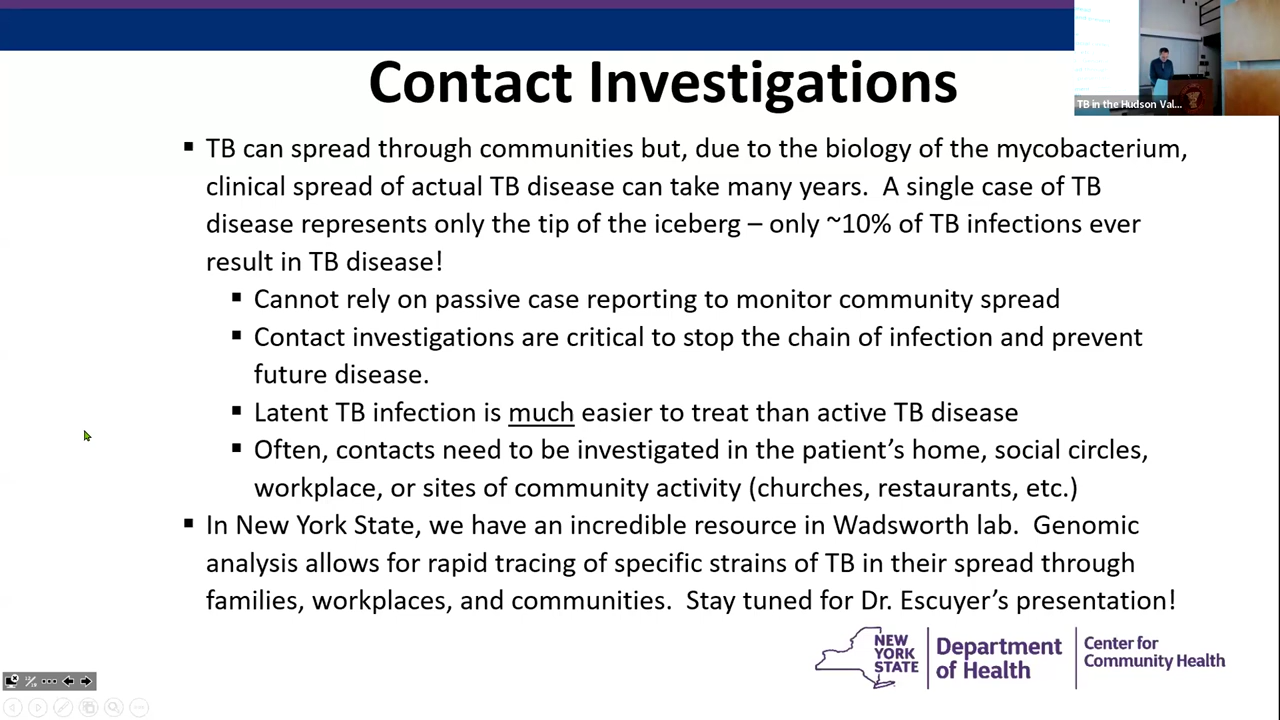 TB in the Hudson Val...
Contact Investigations
▪ TB can spread through communities but, due to the biology of the mycobacterium,
clinical spread of actual TB disease can take many years.  A single case of TB
disease represents only the tip of the iceberg – only ~10% of TB infections ever
result in TB disease!
▪ Cannot rely on passive case reporting to monitor community spread
▪ Contact investigations are critical to stop the chain of infection and prevent
future disease.
▪ Latent TB infection is much easier to treat than active TB disease
▪ Often, contacts need to be investigated in the patient’s home, social circles,
workplace, or sites of community activity (churches, restaurants, etc.)
▪ In New York State, we have an incredible resource in Wadsworth lab.  Genomic
analysis allows for rapid tracing of specific strains of TB in their spread through
families, workplaces, and communities.  Stay tuned for Dr. Escuyer’s presentation!
NEW
YORK
STATE
Department
of Health
Center for
Community Health